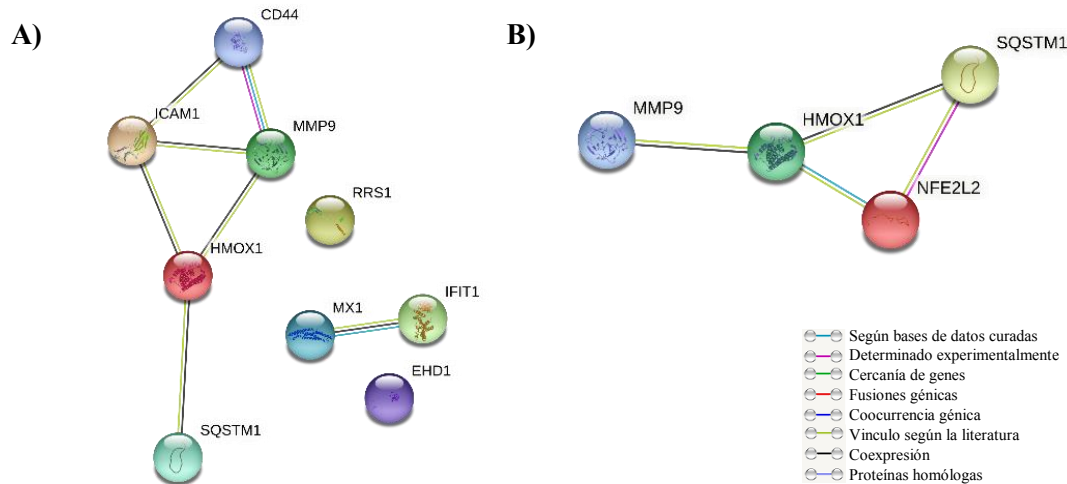 A)
CD44
ICAM1
MMP9
RRS1
HMOX1
MX1
IFIT1
EHD1
SQSTM1
B)
SQSTM1
MMP9
HMOX1
NFE2L2
Según bases de datos curadas
Determinado experimentalmente
Cercanía de genes
Fusiones génicas
Coocurrencia génica
Vinculo según la literatura
Coexpresión
Proteínas homólogas